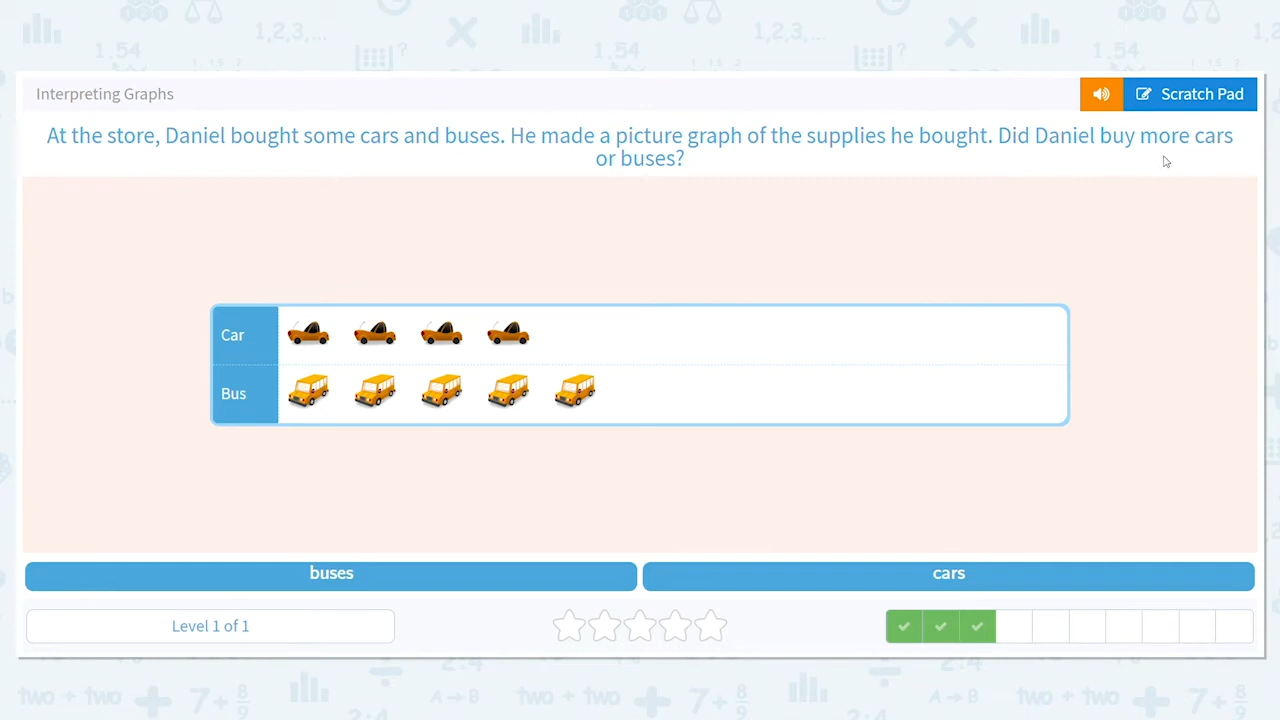 Interpreting Graphs
Scratch Pad
At the store, Daniel bought some cars and buses. He made a picture graph of the supplies he bought. Did Daniel buy more cars
or buses?
Car
Bus
buses
cars
Level 1 of 1